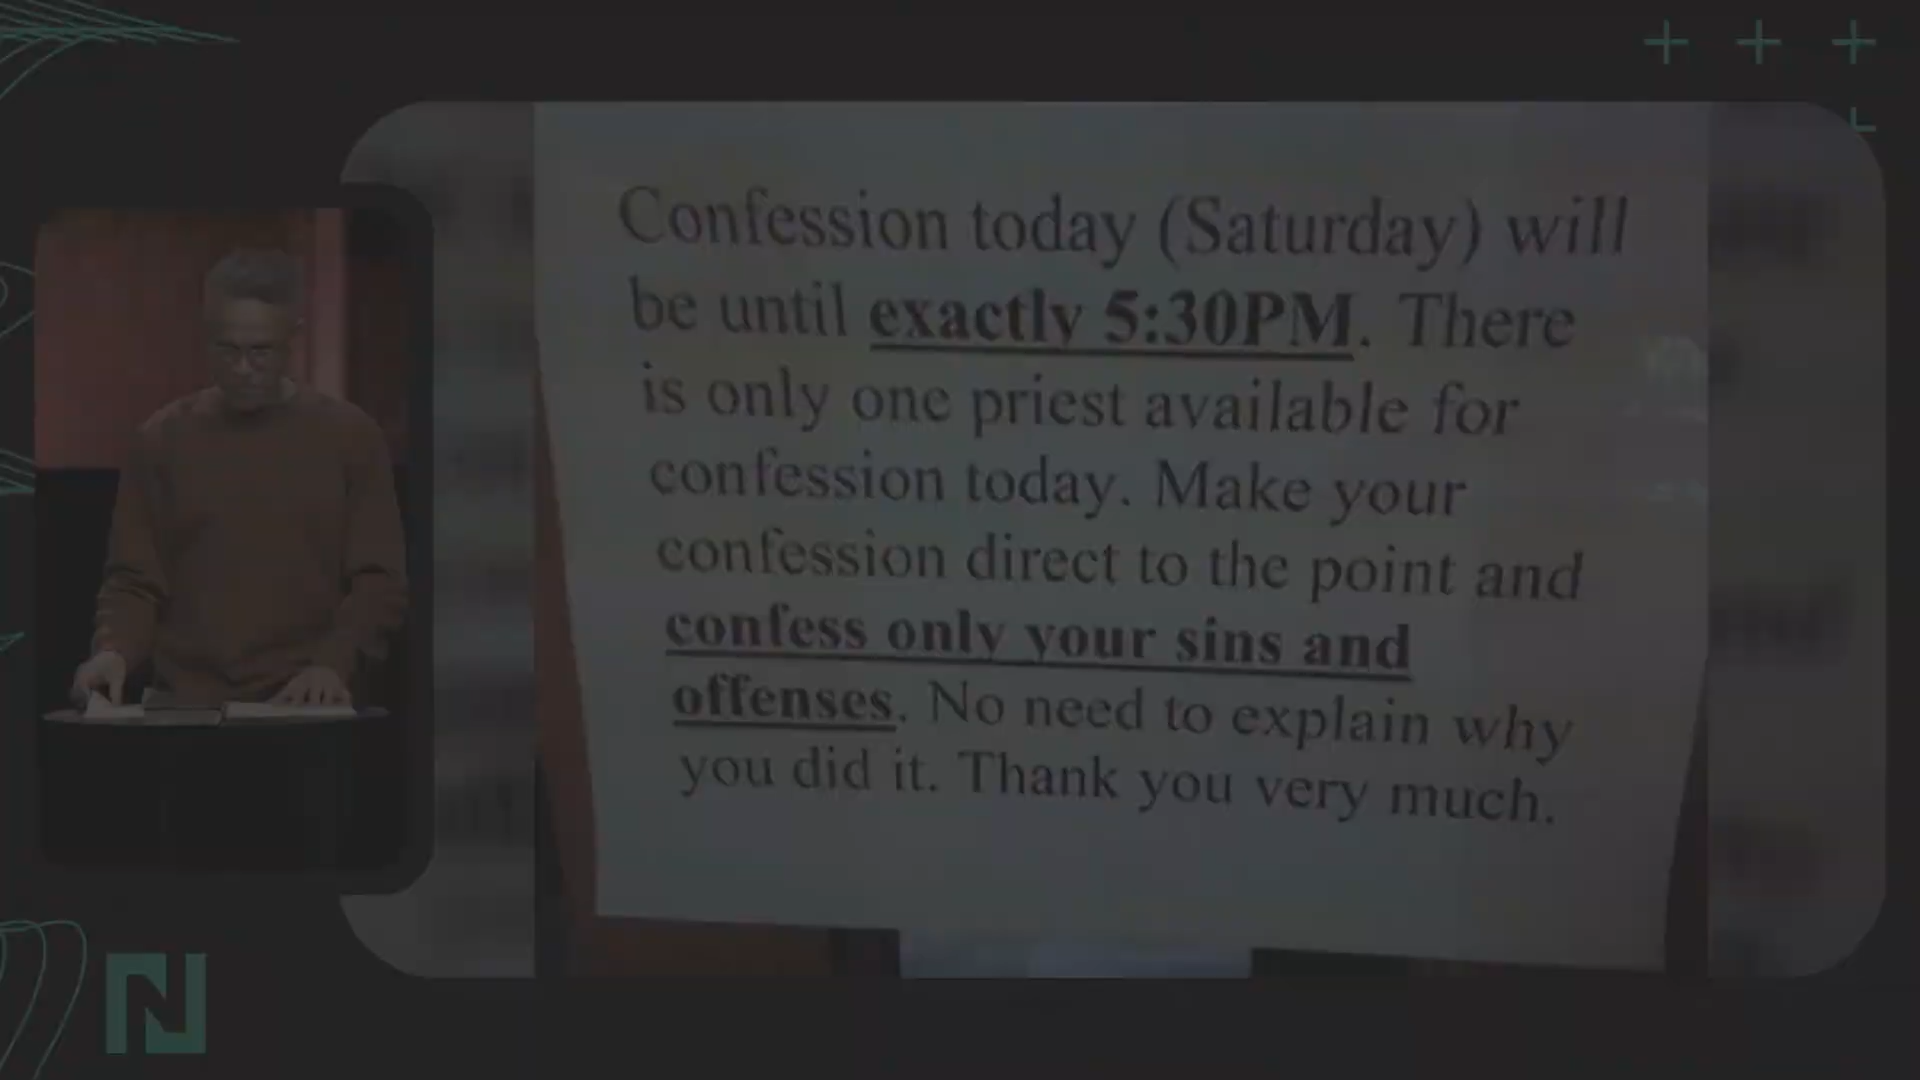 Confession today (Saturday) will
be until exactly 5:30PM. There
is only one priest available for
confession today. Make your
confession direct to the point and
confess only your sins and
offenses. No need to explain why
you did it. Thank you very much.
N